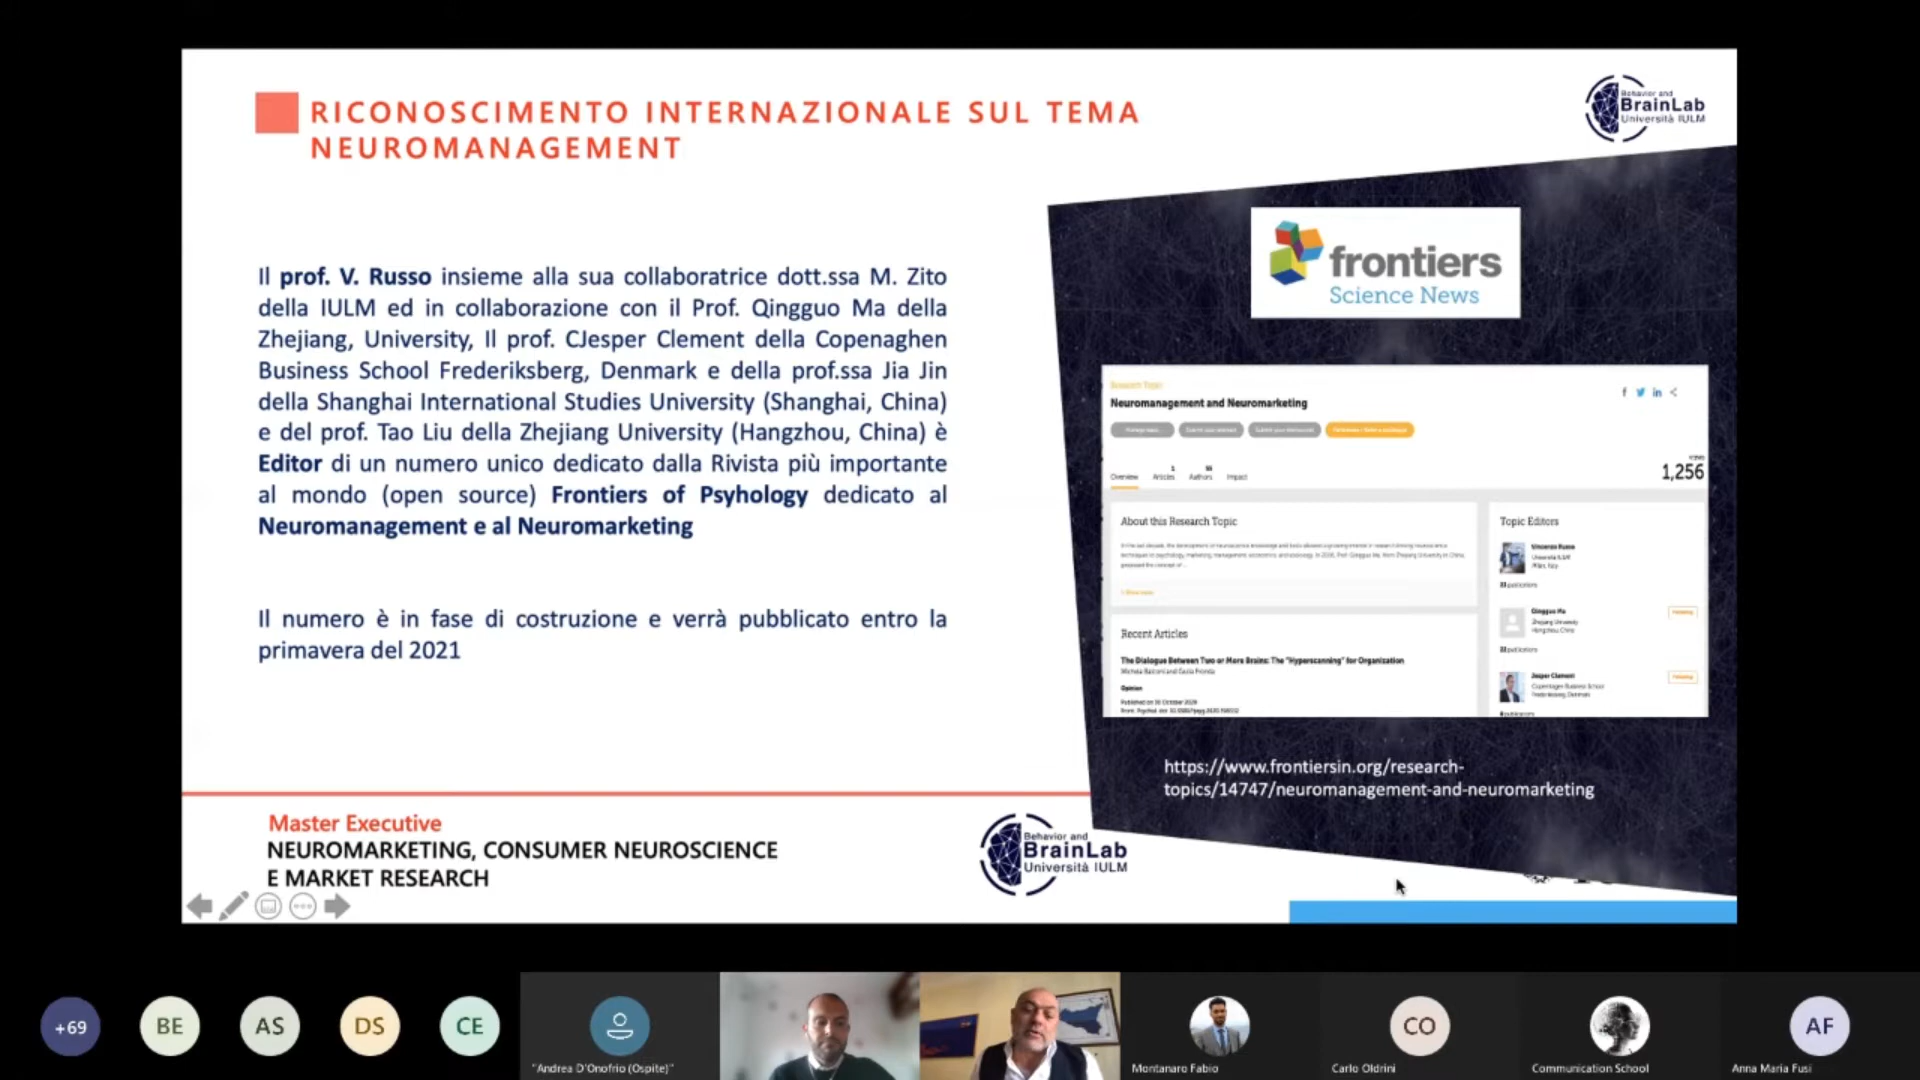 RICONOSCIMENTO INTERNAZIONALE SUL TEMA
NEUROMANAGEMENT
Behavior and
BrainLab
Università IULM
Il prof. V. Russo insieme alla sua collaboratrice dott.ssa M. Zito
della IULM ed in collaborazione con il Prof. Qingguo Ma della
Zhejiang, University, Il prof. CJesper Clement della Copenaghen
Business School Frederiksberg, Denmark e della prof.ssa Jia Jin
della Shanghai International Studies University (Shanghai, China)
e del prof. Tao Liu della Zhejiang University (Hangzhou, China) è
Editor di un numero unico dedicato dalla Rivista più importante
al mondo (open source) Frontiers of Psyhology dedicato al
Neuromanagement e al Neuromarketing
Il numero è in fase di costruzione e verrà pubblicato entro la
primavera del 2021
frontiers
Science News
Research Topic
Neuromanagement and Neuromarketing
Overview Articles Authors Impact
1,256
About this Research Topic
Recent Articles
The Dialogue Between Two or More Brains: The "Hyperscanning" for Organization
Opinion
Published on 30 October 2020
Topic Editors
Vincenzo Russo
Università IULM
Milan, Italy
Qingguo Ma
Zhejiang University
Hangzhou, China
Jesper Clement
Copenhagen Business School
https://www.frontiersin.org/research-
topics/14747/neuromanagement-and-neuromarketing
Master Executive
NEUROMARKETING, CONSUMER NEUROSCIENCE
E MARKET RESEARCH
Behavior and
BrainLab
Università IULM
+69
BE
AS
DS
CE
"Andrea D'Onofrio (Ospite)"
Montanaro Fabio
CO
Carlo Oldrini
Communication School
AF
Anna Maria Fusi